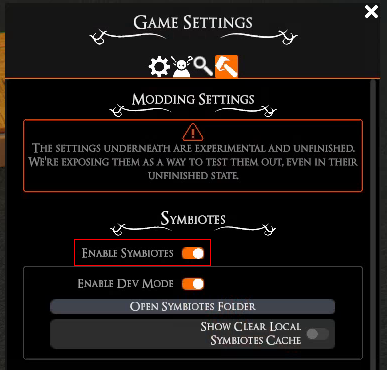 Game Settings
Modding Settings
The settings underneath are experimental and unfinished.
We're exposing them as a way to test them out, even in their
unfinished state.
Symbiotes
Enable Symbiotes
Enable Dev Mode
Open Symbiotes Folder
Show Clear Local
Symbiotes Cache